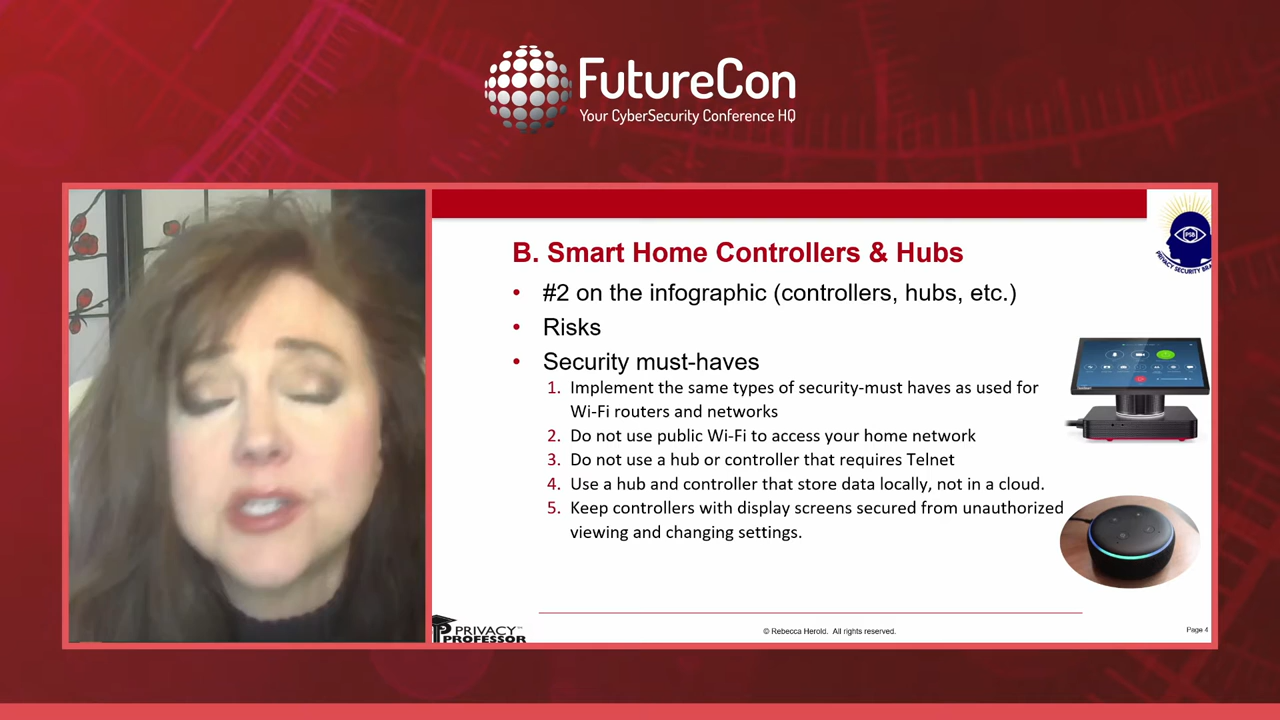 FutureCon
Your CyberSecurity Conference HQ
B. Smart Home Controllers & Hubs
• #2 on the infographic (controllers, hubs, etc.)
• Risks
• Security must-haves
1. Implement the same types of security-must haves as used for
Wi-Fi routers and networks
2. Do not use public Wi-Fi to access your home network
3. Do not use a hub or controller that requires Telnet
4. Use a hub and controller that store data locally, not in a cloud.
5. Keep controllers with display screens secured from unauthorized
viewing and changing settings.
PSB
PRIVACY SECURITY BRA
PRIVACY
PROFESSOR
© Rebecca Herold. All rights reserved.
Page 4